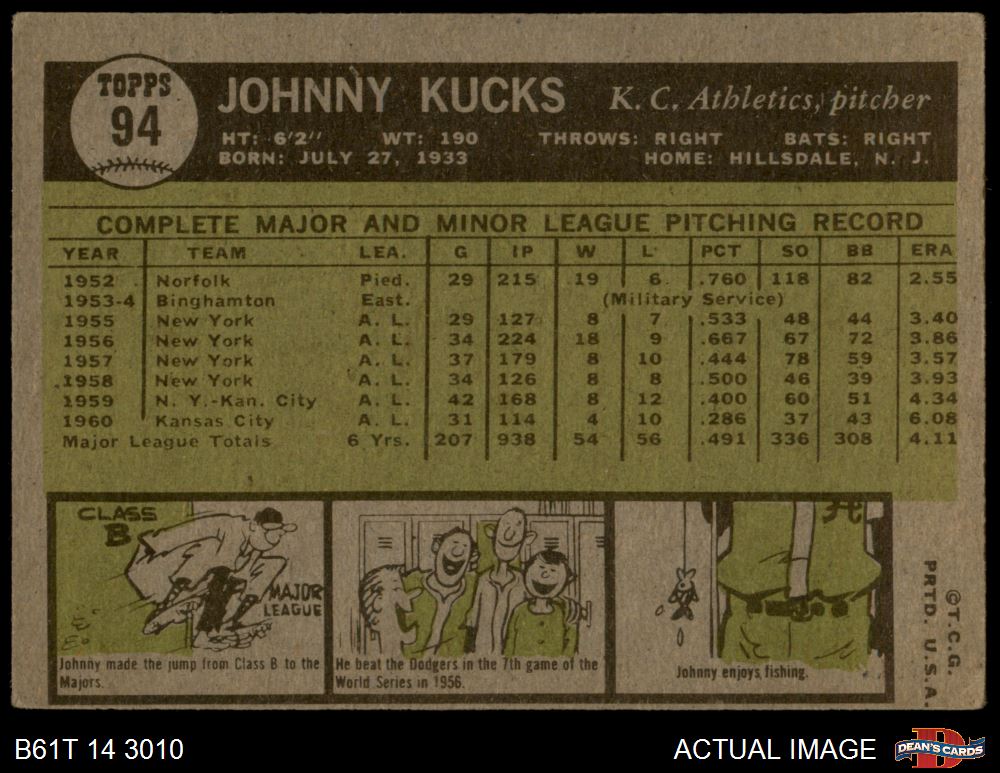 TOPPS
94
JOHNNY KUCKS K. C. Athletics, pitcher
HT: 6'2" WT: 190 THROWS: RIGHT BATS: RIGHT
BORN: JULY 27, 1933 HOME: HILLSDALE, N. J.
COMPLETE MAJOR AND MINOR LEAGUE PITCHING RECORD
YEAR TEAM LEA. G IP W L PCT SO BB ERA
1952 Norfolk Pied. 29 215 19 6 .760 118 82 2.55
1953-4 Binghamton East. (Military Service)
1955 New York A. L. 29 127 8 7 .533 48 44 3.40
1956 New York A. L. 34 224 18 9 .667 67 72 3.86
1957 New York A. L. 37 179 8 10 .444 78 59 3.57
1958 New York A. L. 34 126 8 8 .500 46 39 3.93
1959 N. Y.-Kan. City A. L. 42 168 8 12 .400 60 51 4.34
1960 Kansas City A. L. 31 114 4 10 .286 37 43 6.08
Major League Totals 6 Yrs. 207 938 54 56 .491 336 308 4.11
CLASS
B
MAJOR
LEAGUE
Johnny made the jump from Class B to the
Majors.
He beat the Dodgers in the 7th game of the
World Series in 1956.
A
Johnny enjoys fishing.
©T.C.G.
PRTD. U.S.A.
B61T 14 3010 ACTUAL IMAGE
D
DEAN'S CARDS